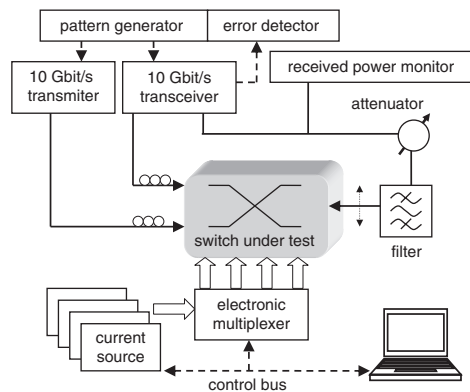 pattern generator
error detector
10 Gbit/s
transmiter
10 Gbit/s
transceiver
received power monitor
attenuator
switch under test
filter
electronic
multiplexer
current
source
control bus